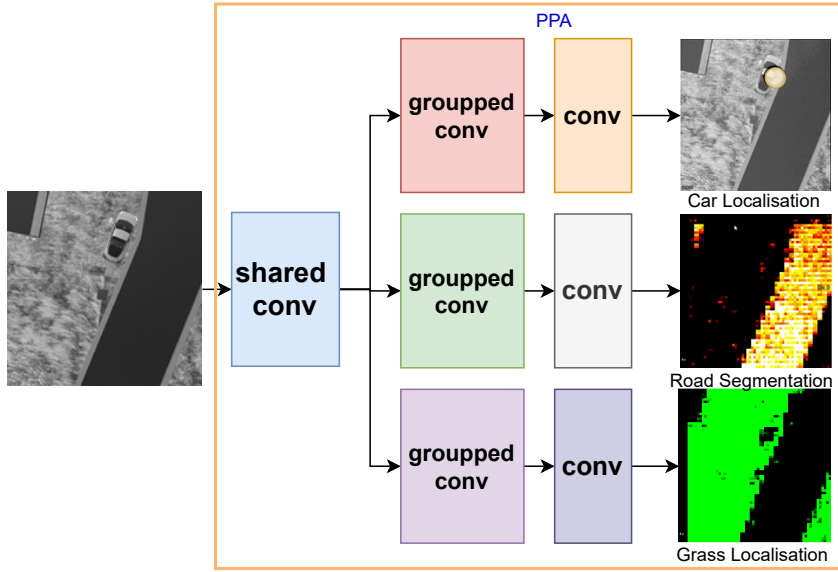 PPA
groupped
conv
conv
Car Localisation
shared
conv
groupped
conv
conv
Road Segmentation
groupped
conv
conv
Grass Localisation